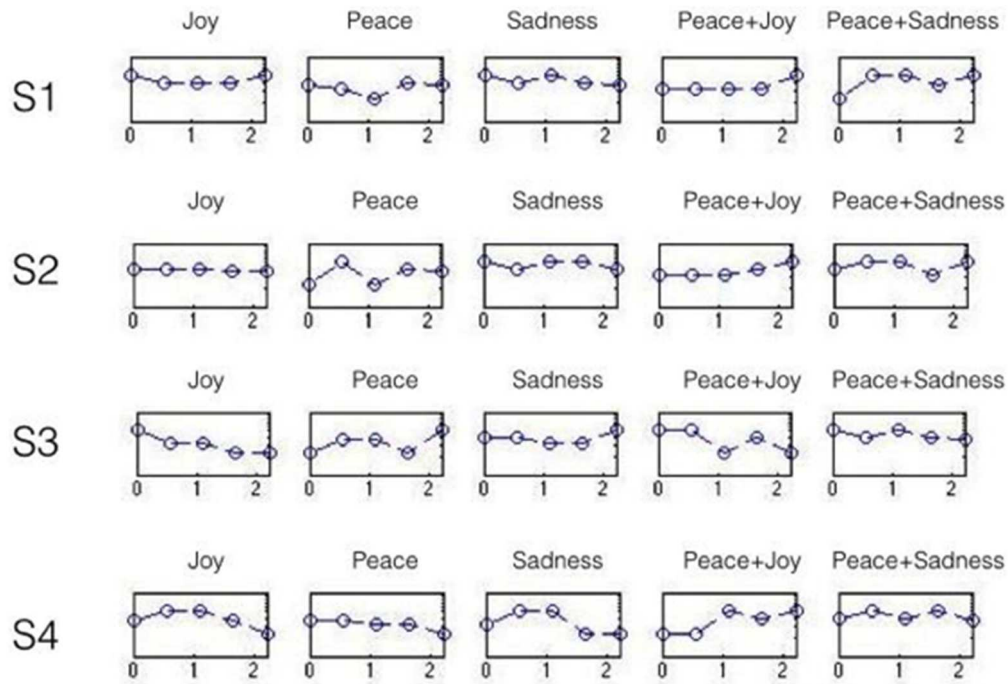 Joy Peace Sadness Peace+Joy Peace+Sadness
S1
0 1 2 0 1 2 0 1 2 0 1 2 0 1 2
Joy Peace Sadness Peace+Joy Peace+Sadness
S2
0 1 2 0 1 2 0 1 2 0 1 2 0 1 2
Joy Peace Sadness Peace+Joy Peace+Sadness
S3
0 1 2 0 1 2 0 1 2 0 1 2 0 1 2
Joy Peace Sadness Peace+Joy Peace+Sadness
S4
0 1 2 0 1 2 0 1 2 0 1 2 0 1 2